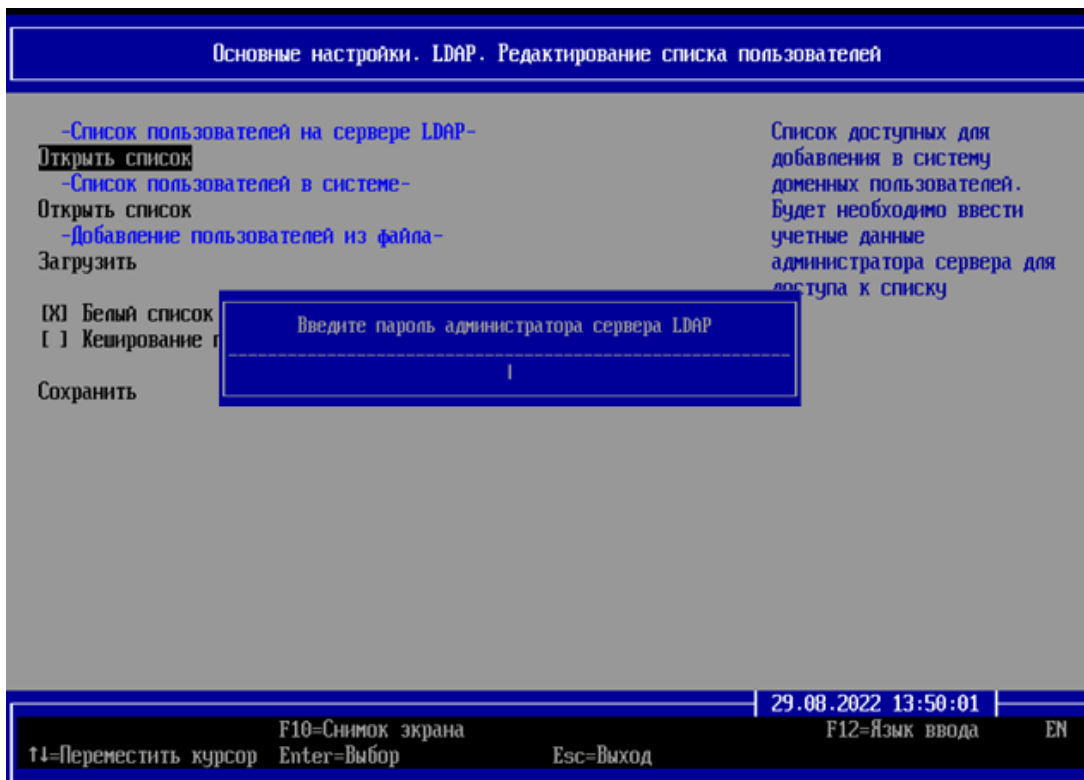 Основные настройки. LDAP. Редактирование списка пользователей
-Список пользователей на сервере LDAP-
Открыть список
-Список пользователей в системе-
Открыть список
-Добавление пользователей из файла-
Загрузить
[X] Белый список
[ ] Кеширование
Сохранить
Список доступных для
добавления в систему
доменных пользователей.
Будет необходимо ввести
учетные данные
администратора сервера для
доступа к списку
Введите пароль администратора сервера LDAP
29.08.2022 13:50:01
F10=Снимок экрана F12=Язык ввода EN
↑↓=Переместить курсор Enter=Выбор Esc=Выход